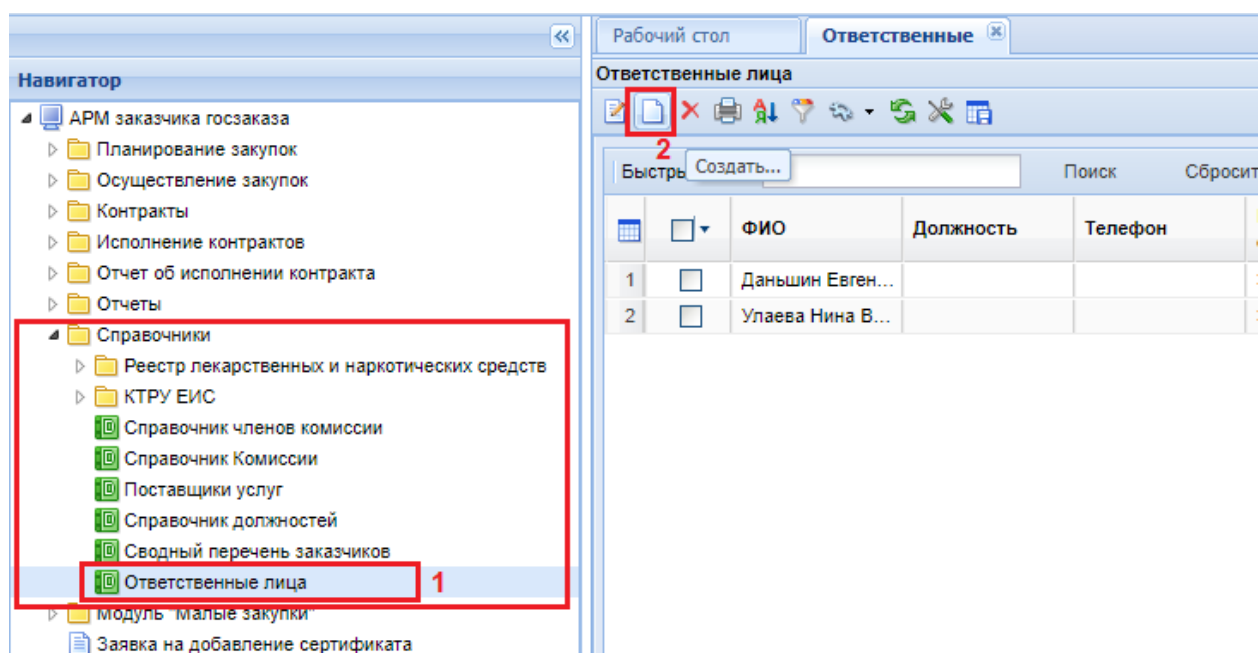 Навигатор
АРМ заказчика госзаказа
Планирование закупок
Осуществление закупок
Контракты
Исполнение контрактов
Отчет об исполнении контракта
Отчеты
Справочники
Реестр лекарственных и наркотических средств
КТРУ ЕИС
Справочник членов комиссии
Справочник Комиссии
Поставщики услуг
Справочник должностей
Сводный перечень заказчиков
Ответственные лица 1
Модуль "Малые закупки"
Заявка на добавление сертификата
Рабочий стол Ответственные
Ответственные лица
2
Быстры Создать... Поиск Сбросит
ФИО Должность Телефон
1 Даньшин Евген...
2 Улаева Нина В...